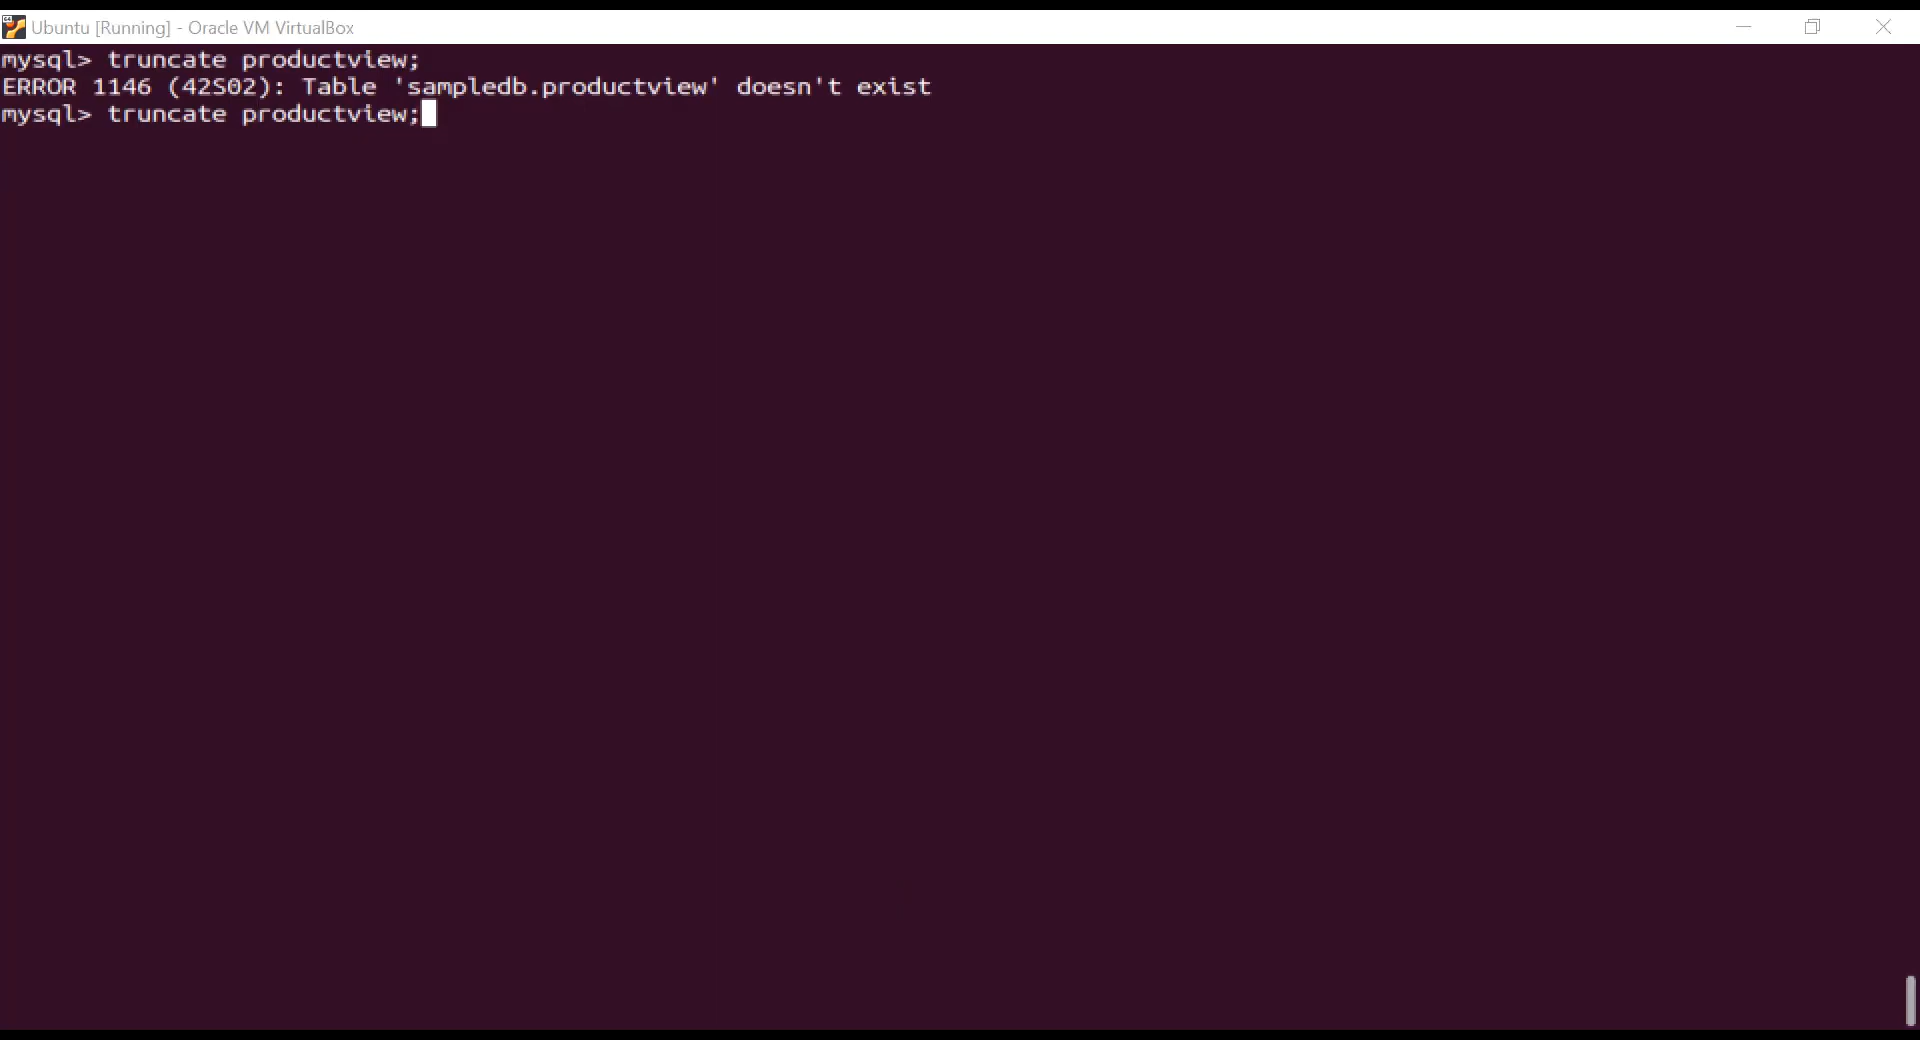 Ubuntu [Running] - Oracle VM VirtualBox
mysql> truncate productview;
ERROR 1146 (42S02): Table 'sampledb.productview' doesn't exist
mysql> truncate productview;